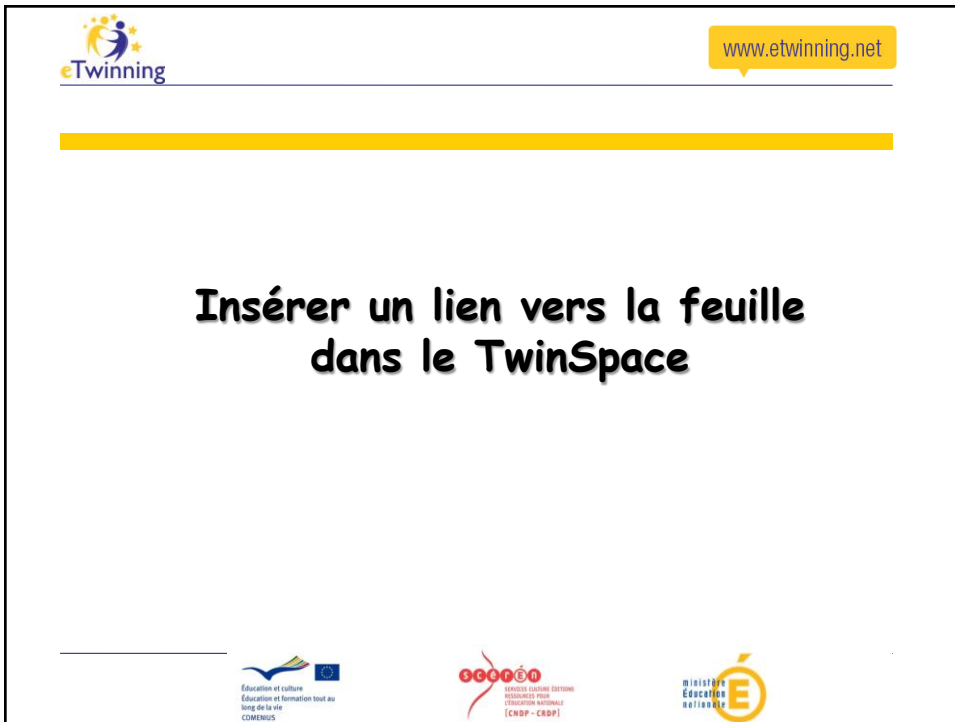 eTwinning
www.etwinning.net
Insérer un lien vers la feuille
dans le TwinSpace
Éducation et culture
Éducation et formation tout au
long de la vie
COMENIUS
scérén
SERVICES CULTURE ÉDITIONS
RESSOURCES POUR
L'ÉDUCATION NATIONALE
[CNDP - CRDP]
ministère
Éducation
nationale